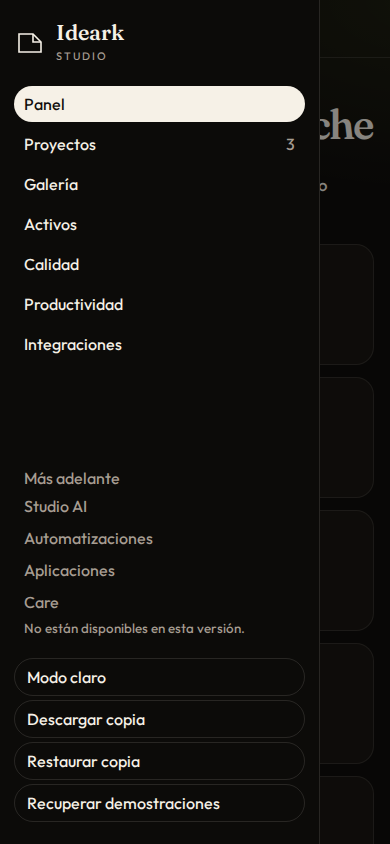 Ideark
STUDIO
Panel
Proyectos 3
Galería
Activos
Calidad
Productividad
Integraciones
Más adelante
Studio AI
Automatizaciones
Aplicaciones
Care
No están disponibles en esta versión.
Modo claro
Descargar copia
Restaurar copia
Recuperar demostraciones